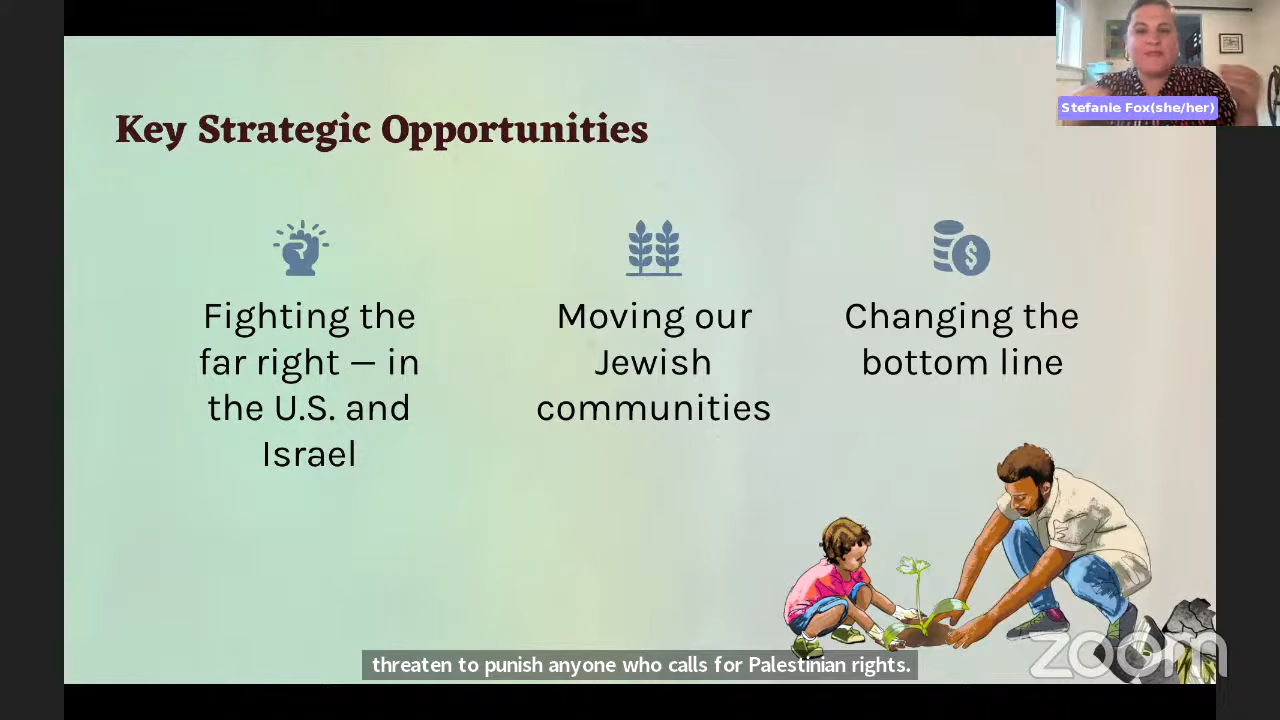 Stefanie Fox(she/her)
Key Strategic Opportunities
Fighting the
far right — in
the U.S. and
Israel
Moving our
Jewish
communities
$
Changing the
bottom line
threaten to punish anyone who calls for Palestinian rights.
zoom